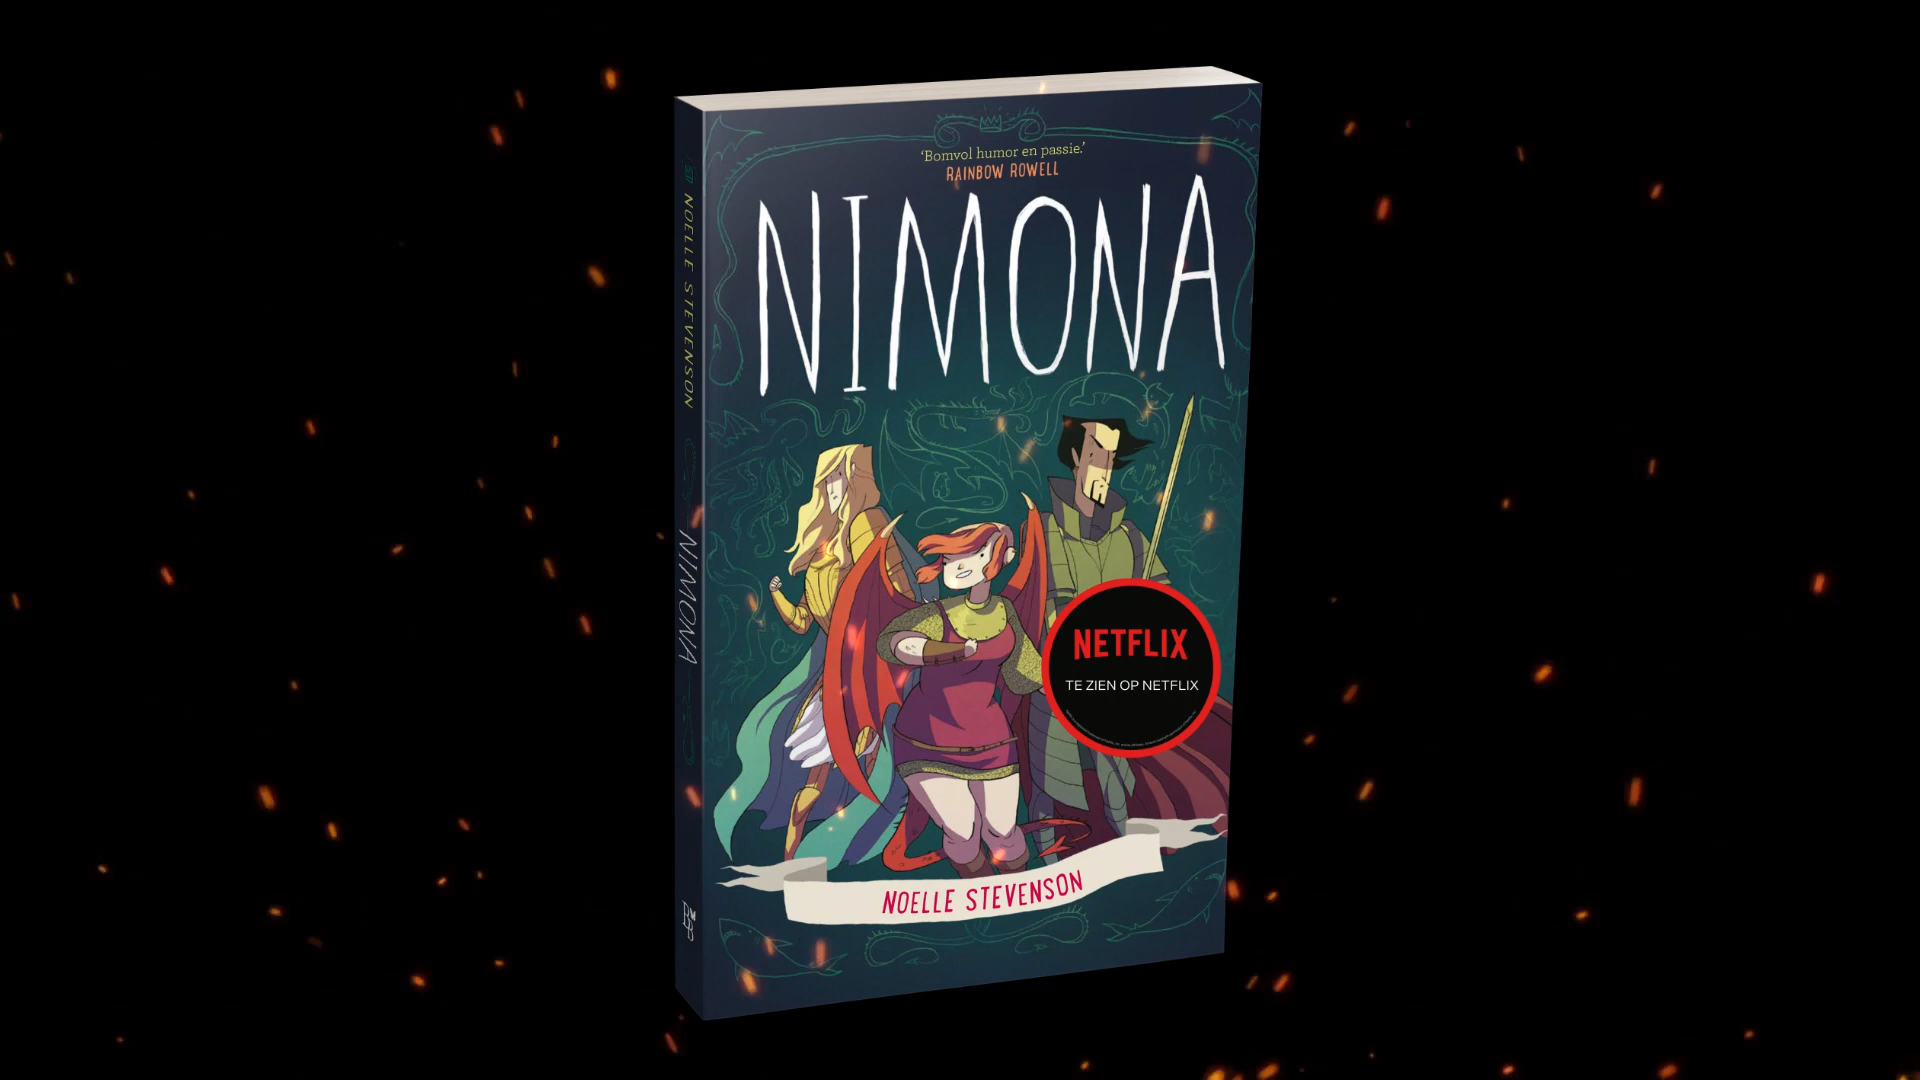 ‘Bomvol humor en passie.’
RAINBOW ROWELL
NIMONA
NOELLE STEVENSON
NIMONA
NETFLIX
TE ZIEN OP NETFLIX
NOELLE STEVENSON